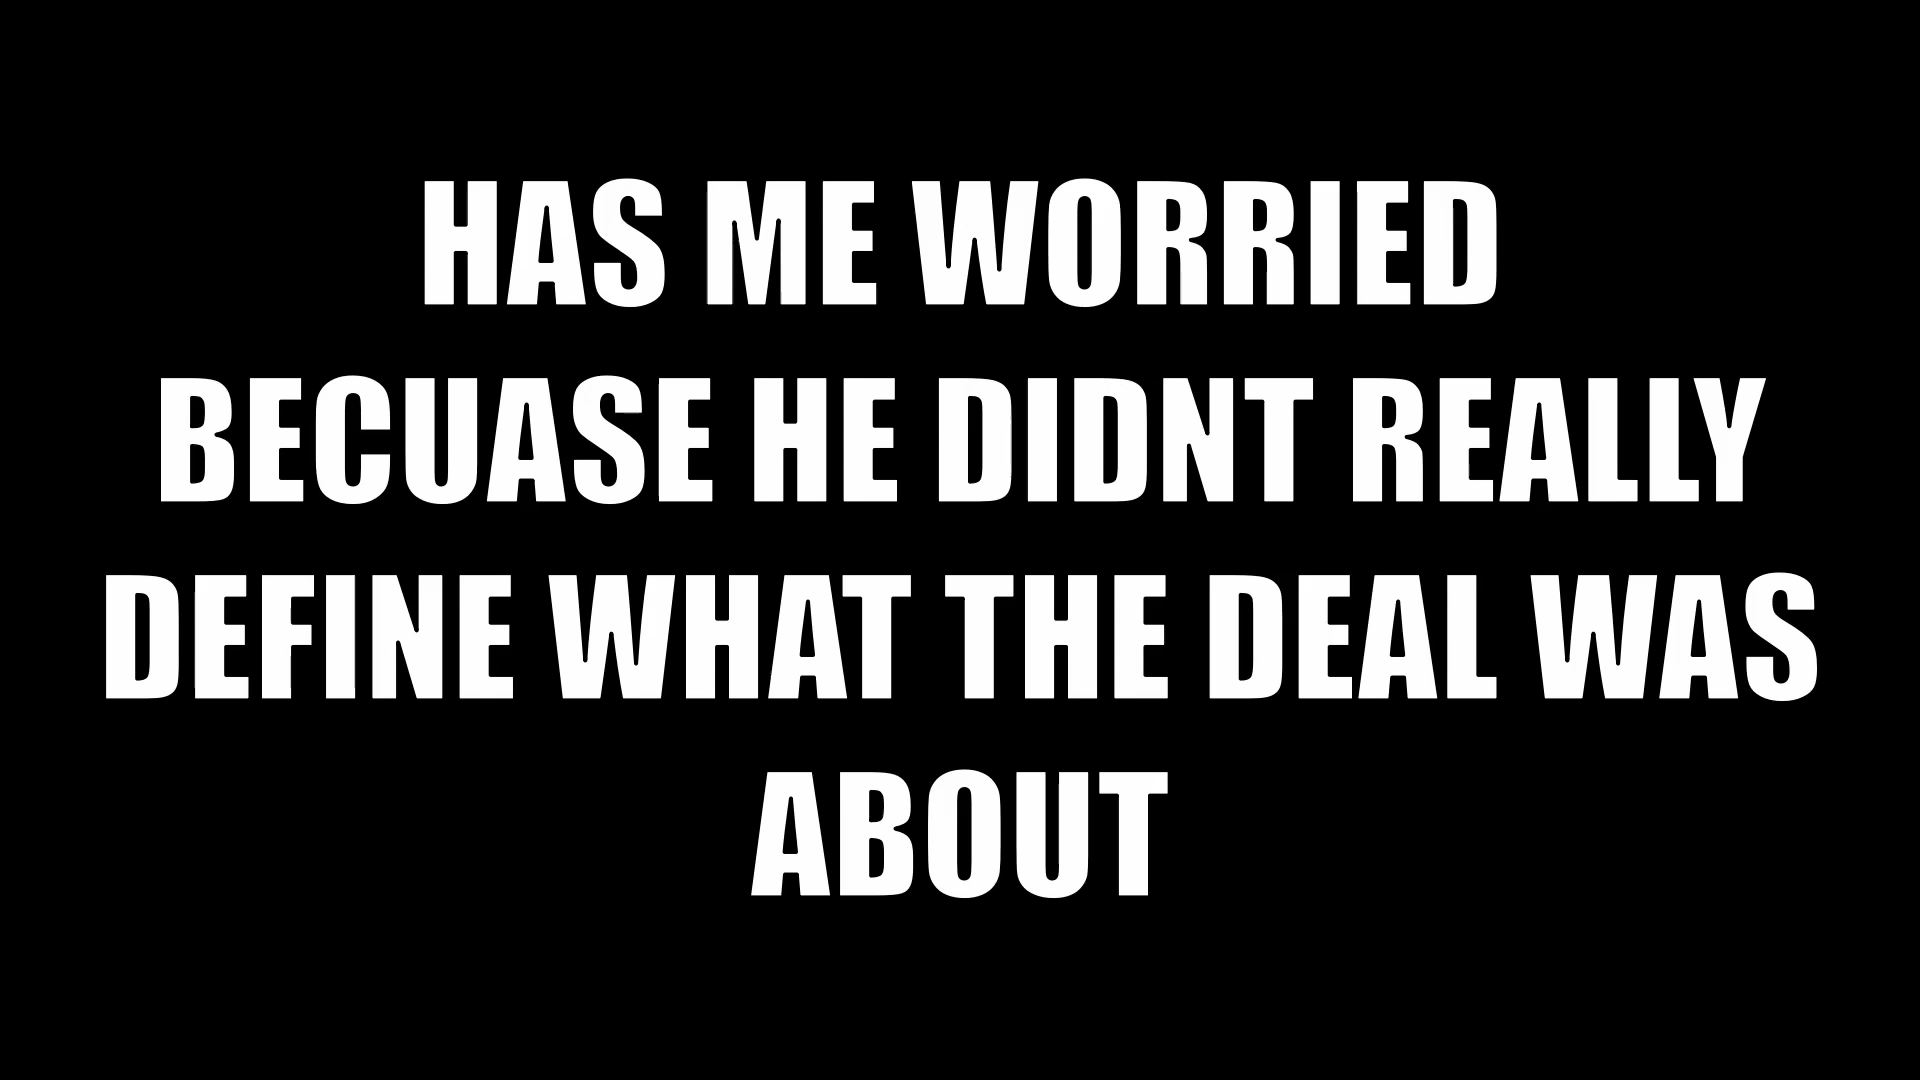 HAS ME WORRIED
BECUASE HE DIDNT REALLY
DEFINE WHAT THE DEAL WAS
ABOUT